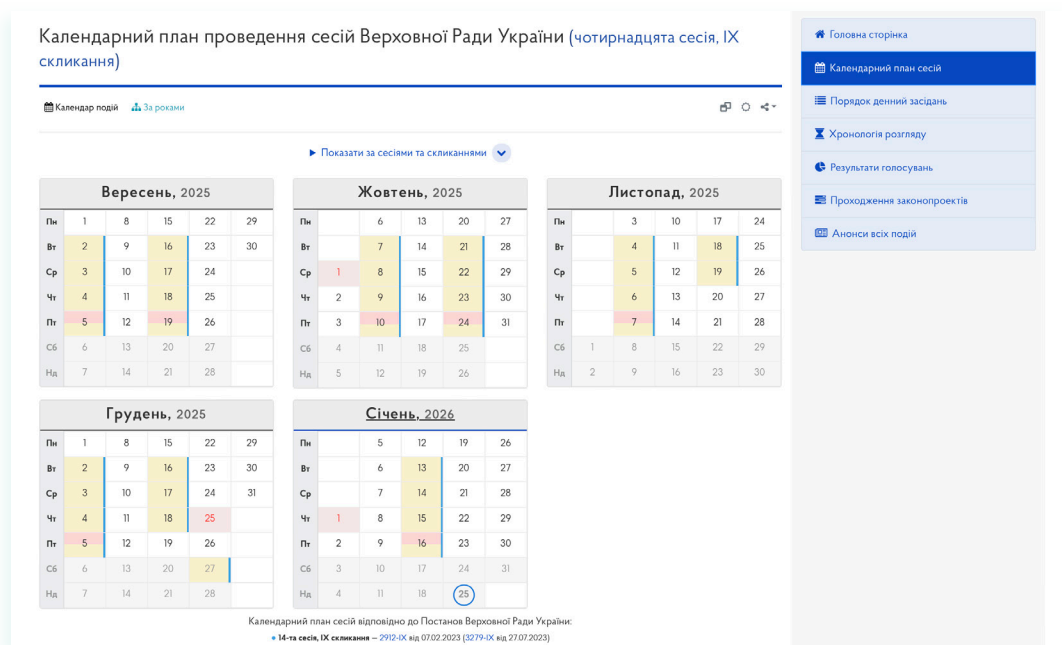 Календарний план проведення сесій Верховної Ради України (чотирнадцята сесія, IX
скликання)
Календар подій За роками
Показати за сесіями та скликаннями
Вересень, 2025
Пн 1 8 15 22 29
Вт 2 9 16 23 30
Ср 3 10 17 24
Чт 4 11 18 25
Пт 5 12 19 26
Сб 6 13 20 27
Нд 7 14 21 28
Жовтень, 2025
Пн 6 13 20 27
Вт 7 14 21 28
Ср 1 8 15 22 29
Чт 2 9 16 23 30
Пт 3 10 17 24 31
Сб 4 11 18 25
Нд 5 12 19 26
Листопад, 2025
Пн 3 10 17 24
Вт 4 11 18 25
Ср 5 12 19 26
Чт 6 13 20 27
Пт 7 14 21 28
Сб 1 8 15 22 29
Нд 2 9 16 23 30
Грудень, 2025
Пн 1 8 15 22 29
Вт 2 9 16 23 30
Ср 3 10 17 24 31
Чт 4 11 18 25
Пт 5 12 19 26
Сб 6 13 20 27
Нд 7 14 21 28
Січень, 2026
Пн 5 12 19 26
Вт 6 13 20 27
Ср 7 14 21 28
Чт 1 8 15 22 29
Пт 2 9 16 23 30
Сб 3 10 17 24 31
Нд 4 11 18 25
Календарний план сесій відповідно до Постанов Верховної Ради України:
14-та сесія, IX скликання – 2912-IX від 07.02.2023 (3279-IX від 27.07.2023)
Головна сторінка
Календарний план сесій
Порядок денний засідань
Хронологія розгляду
Результати голосувань
Проходження законопроектів
Анонси всіх подій